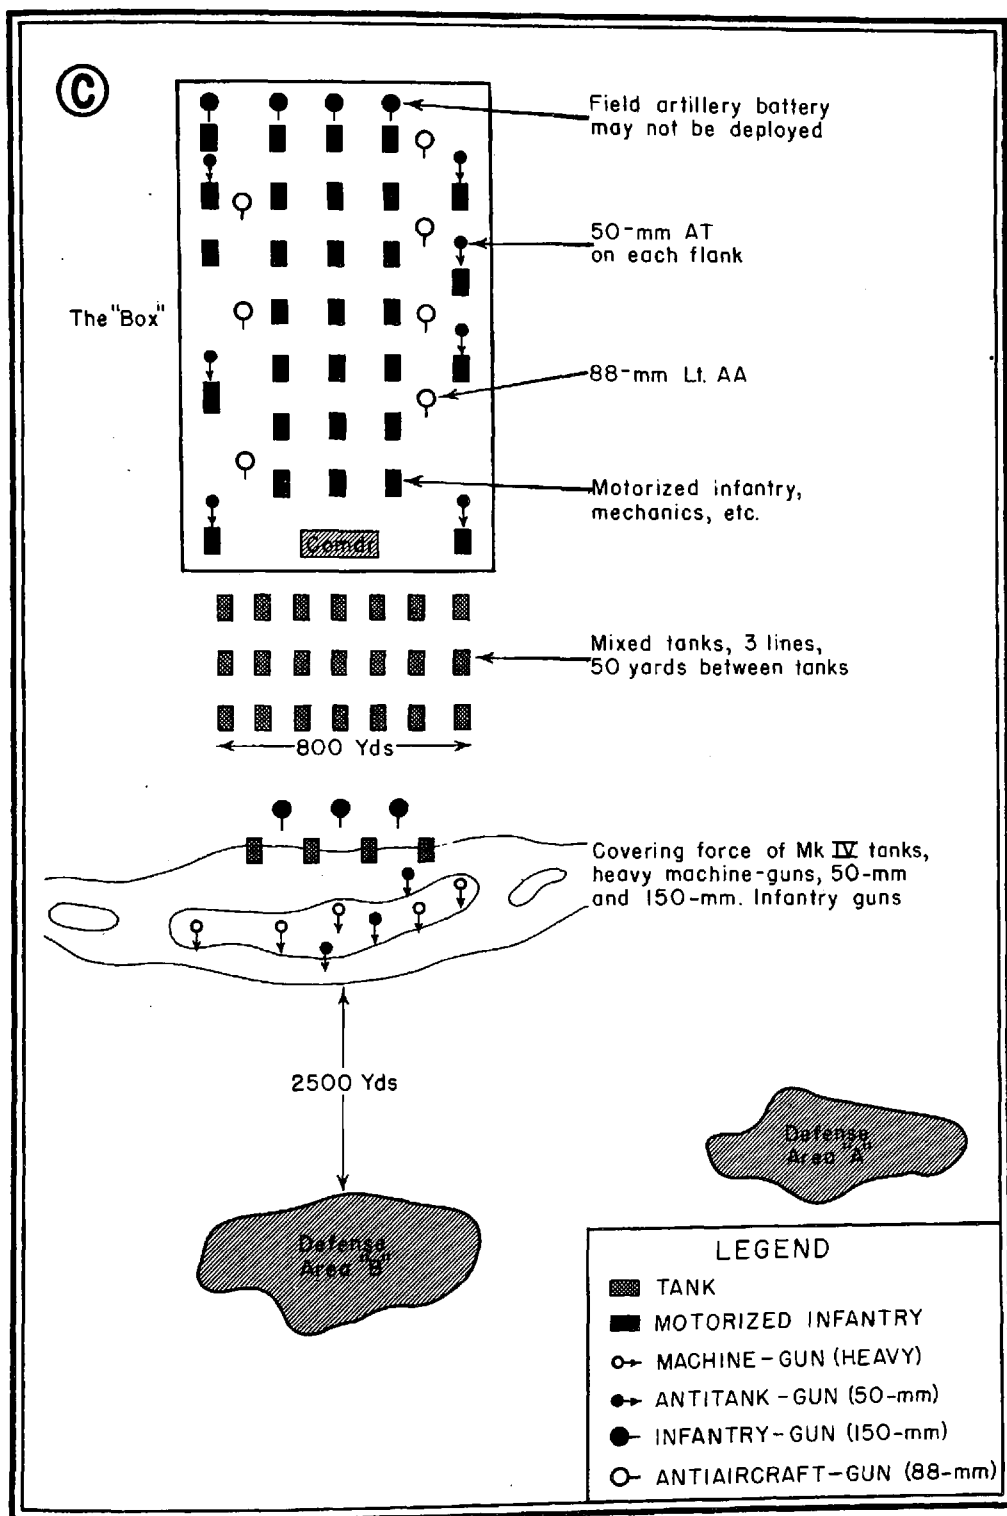 C
Field artillery battery
may not be deployed
50-mm AT
on each flank
The "Box"
88-mm Lt. AA
Motorized infantry,
mechanics, etc.
Comdr
Mixed tanks, 3 lines,
50 yards between tanks
800 Yds
Covering force of Mk IV tanks,
heavy machine-guns, 50-mm
and 150-mm. Infantry guns
2500 Yds
Defense
Area "A"
Defense
Area "B"
LEGEND
TANK
MOTORIZED INFANTRY
MACHINE-GUN (HEAVY)
ANTITANK-GUN (50-mm)
INFANTRY-GUN (150-mm)
ANTIAIRCRAFT-GUN (88-mm)